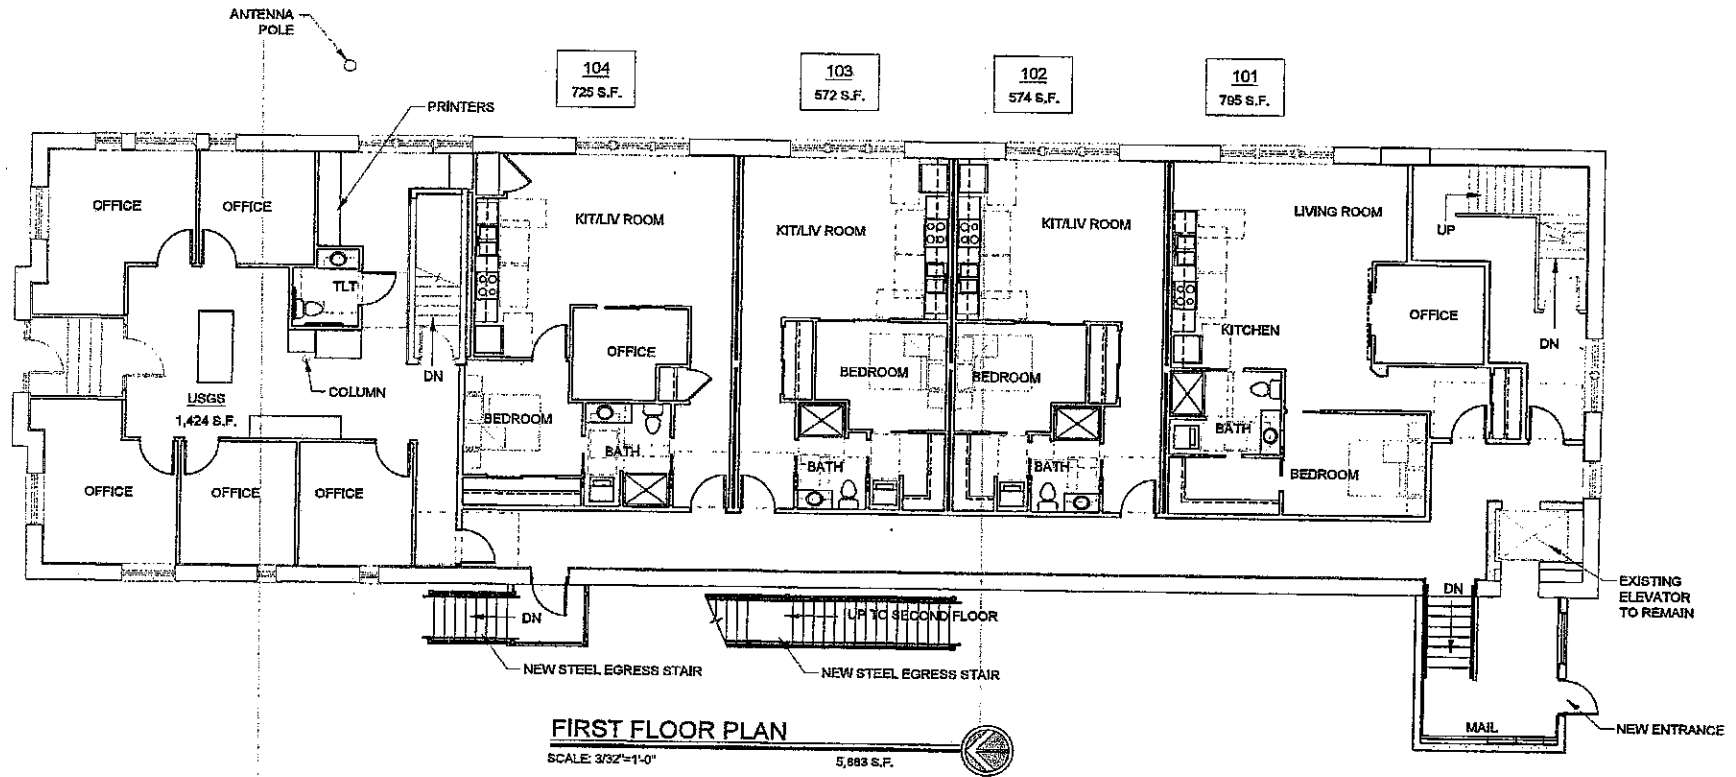 ANTENNA
POLE
104
725 S.F.
103
572 S.F.
102
574 S.F.
101
795 S.F.
PRINTERS
OFFICE
OFFICE
KIT/LIV ROOM
KIT/LIV ROOM
KIT/LIV ROOM
LIVING ROOM
UP
TLT
OFFICE
KITCHEN
OFFICE
DN
COLUMN
DN
BEDROOM
BEDROOM
USGS
1,424 S.F.
BEDROOM
BATH
BATH
BATH
BATH
BEDROOM
OFFICE
OFFICE
OFFICE
EXISTING
ELEVATOR
TO REMAIN
DN
DN
UP TO SECOND FLOOR
NEW STEEL EGRESS STAIR
NEW STEEL EGRESS STAIR
MAIL
NEW ENTRANCE
FIRST FLOOR PLAN
SCALE: 3/32"=1'-0"
5,683 S.F.